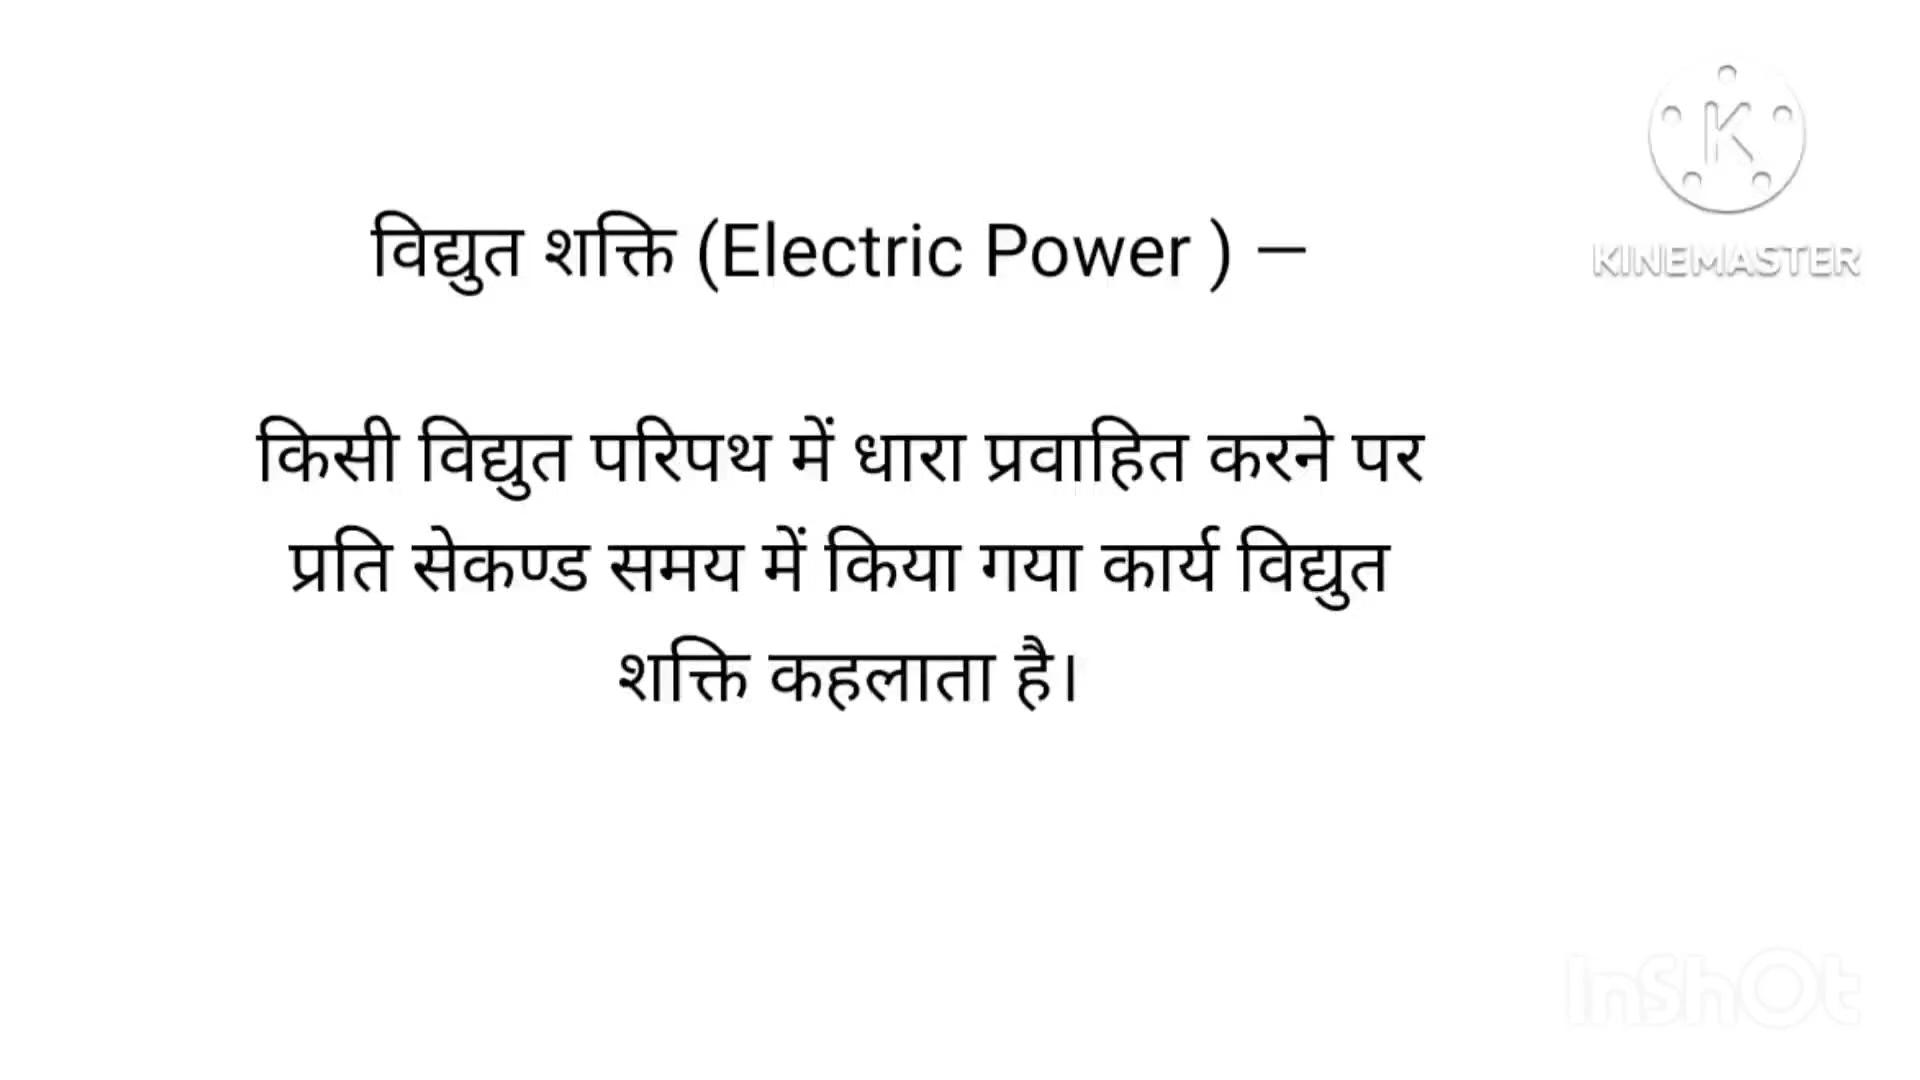 विद्युत शक्ति (Electric Power ) —
किसी विद्युत परिपथ में धारा प्रवाहित करने पर
प्रति सेकण्ड समय में किया गया कार्य विद्युत
शक्ति कहलाता है।
K
KINEMASTER
InShOt